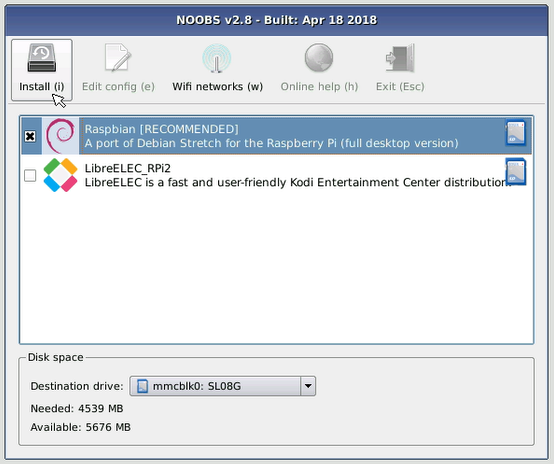 NOOBS v2.8 - Built: Apr 18 2018
Install (i) Edit config (e) Wifi networks (w) Online help (h) Exit (Esc)
Raspbian [RECOMMENDED]
A port of Debian Stretch for the Raspberry Pi (full desktop version)
LibreELEC_RPi2
LibreELEC is a fast and user-friendly Kodi Entertainment Center distribution.
Disk space
Destination drive: mmcblk0: SL08G
Needed: 4539 MB
Available: 5676 MB